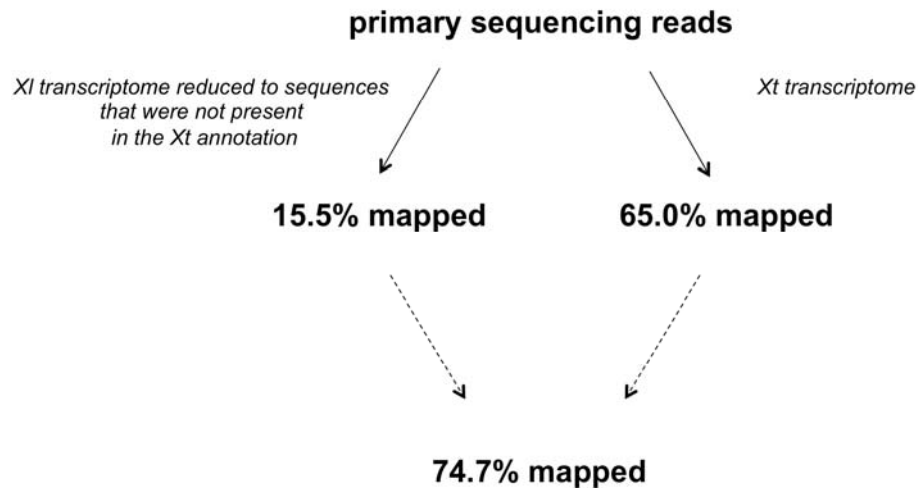 primary sequencing reads
Xl transcriptome reduced to sequences
that were not present
in the Xt annotation
Xt transcriptome
15.5% mapped
65.0% mapped
74.7% mapped